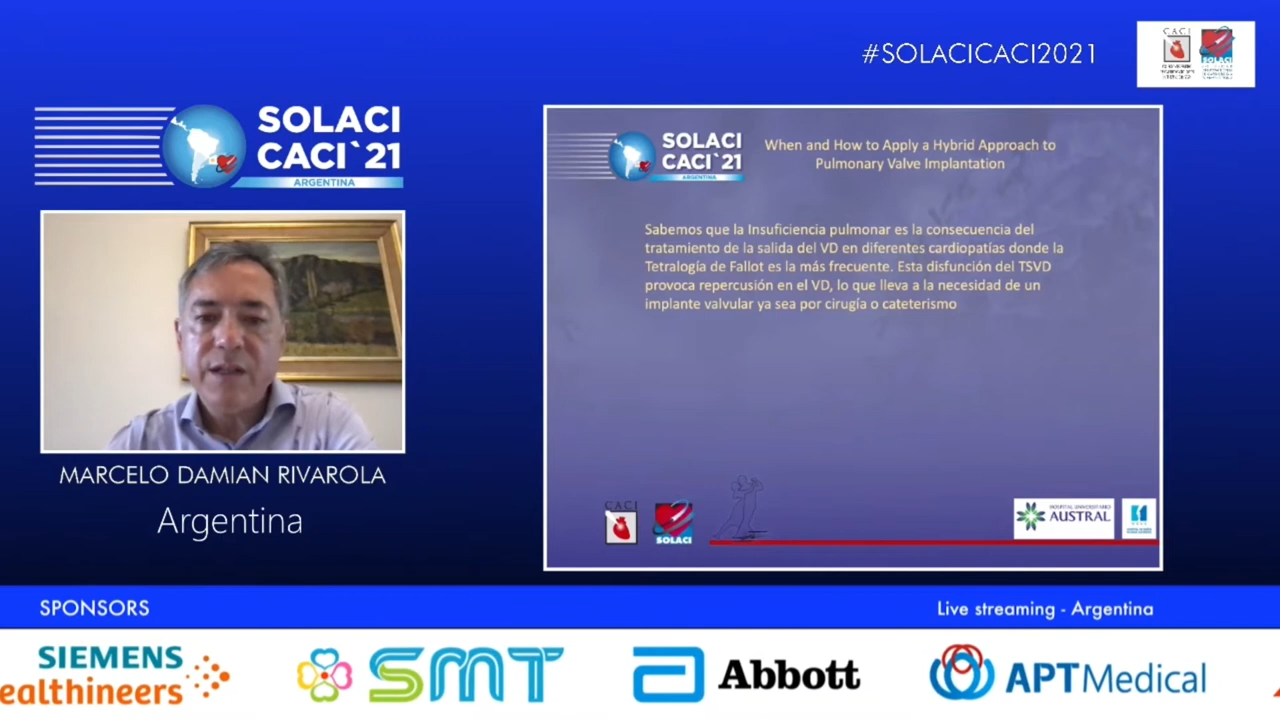 #SOLACICACI2021
CACI
SOLACI
SOLACI
CACI`21
ARGENTINA
SOLACI
CACI`21
ARGENTINA
When and How to Apply a Hybrid Approach to
Pulmonary Valve Implantation
Sabemos que la Insuficiencia pulmonar es la consecuencia del
tratamiento de la salida del VD en diferentes cardiopatías donde la
Tetralogía de Fallot es la más frecuente. Esta disfunción del TSVD
provoca repercusión en el VD, lo que lleva a la necesidad de un
implante valvular ya sea por cirugía o cateterismo
MARCELO DAMIAN RIVAROLA
Argentina
CACI
SOLACI
HOSPITAL UNIVERSITARIO
AUSTRAL
SPONSORS
Live streaming - Argentina
SIEMENS
ealthineers
SMT
Abbott
APTMedical